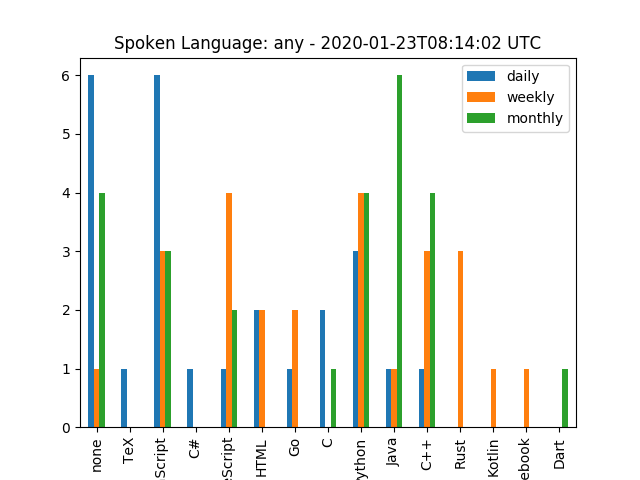 Spoken Language: any - 2020-01-23T08:14:02 UTC
daily
weekly
monthly
6
5
4
3
2
1
0
none
TeX
Script
C#
eScript
HTML
Go
C
ython
Java
C++
Rust
Kotlin
ebook
Dart